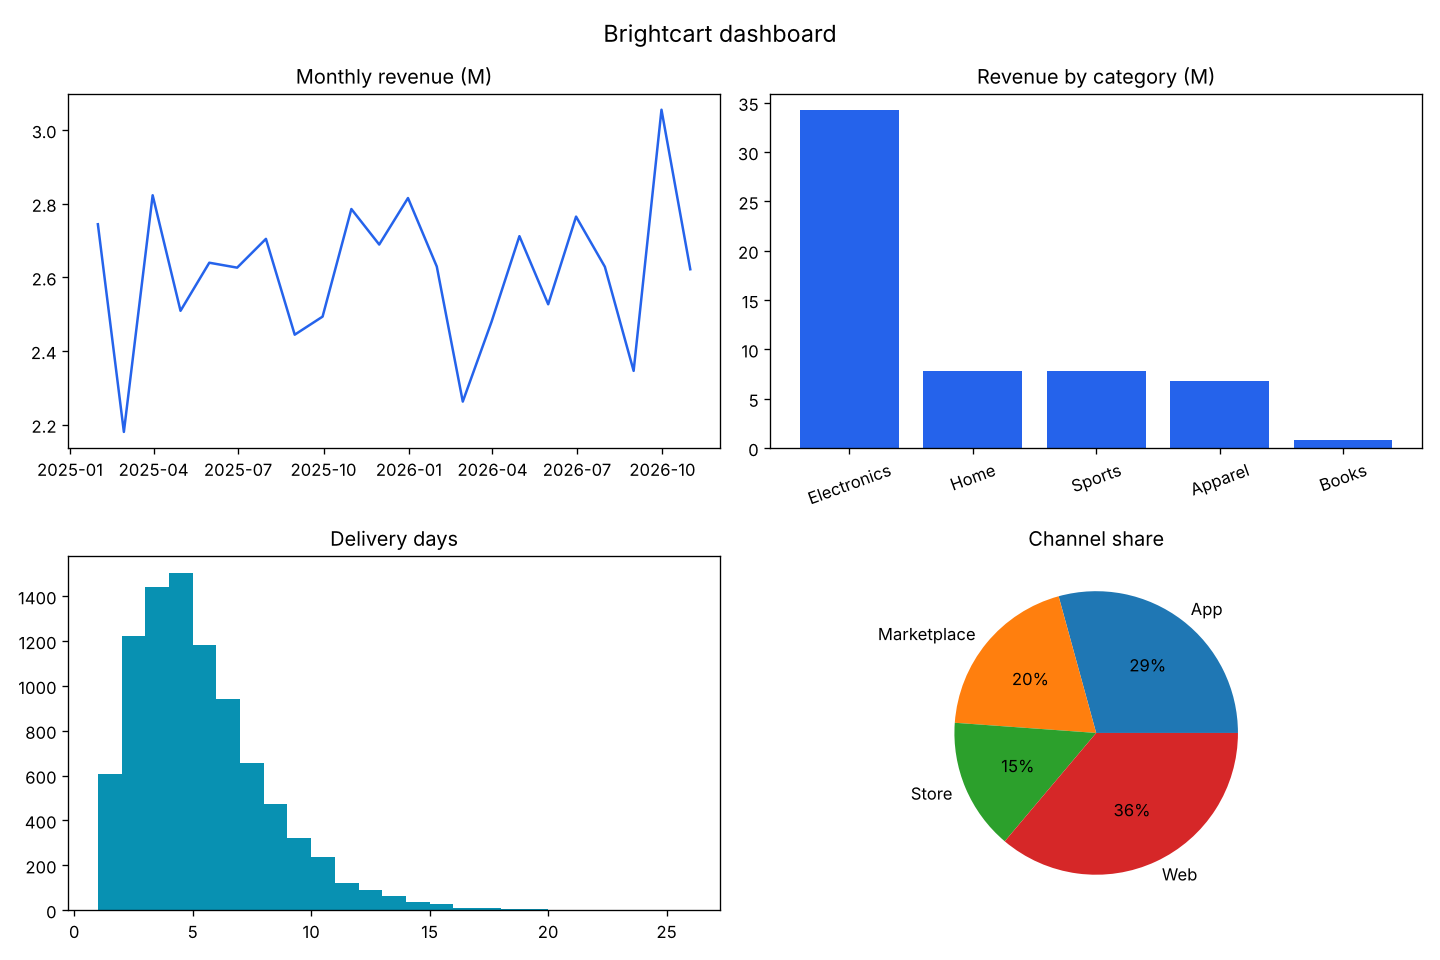 Brightcart dashboard
Monthly revenue (M)
3.0
2.8
2.6
2.4
2.2
2025-01 2025-04 2025-07 2025-10 2026-01 2026-04 2026-07 2026-10
Revenue by category (M)
35
30
25
20
15
10
5
0
Electronics Home Sports Apparel Books
Delivery days
1400
1200
1000
800
600
400
200
0
0 5 10 15 20 25
Channel share
App
Marketplace
29%
20%
15%
Store
36%
Web